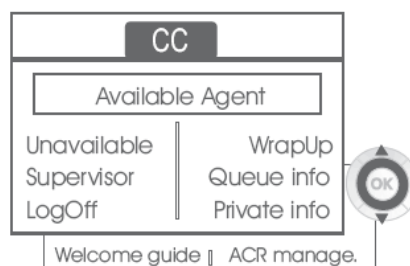 CC
Available Agent
Unavailable WrapUp
Supervisor Queue info
LogOff Private info
OK
Welcome guide ACR manage.